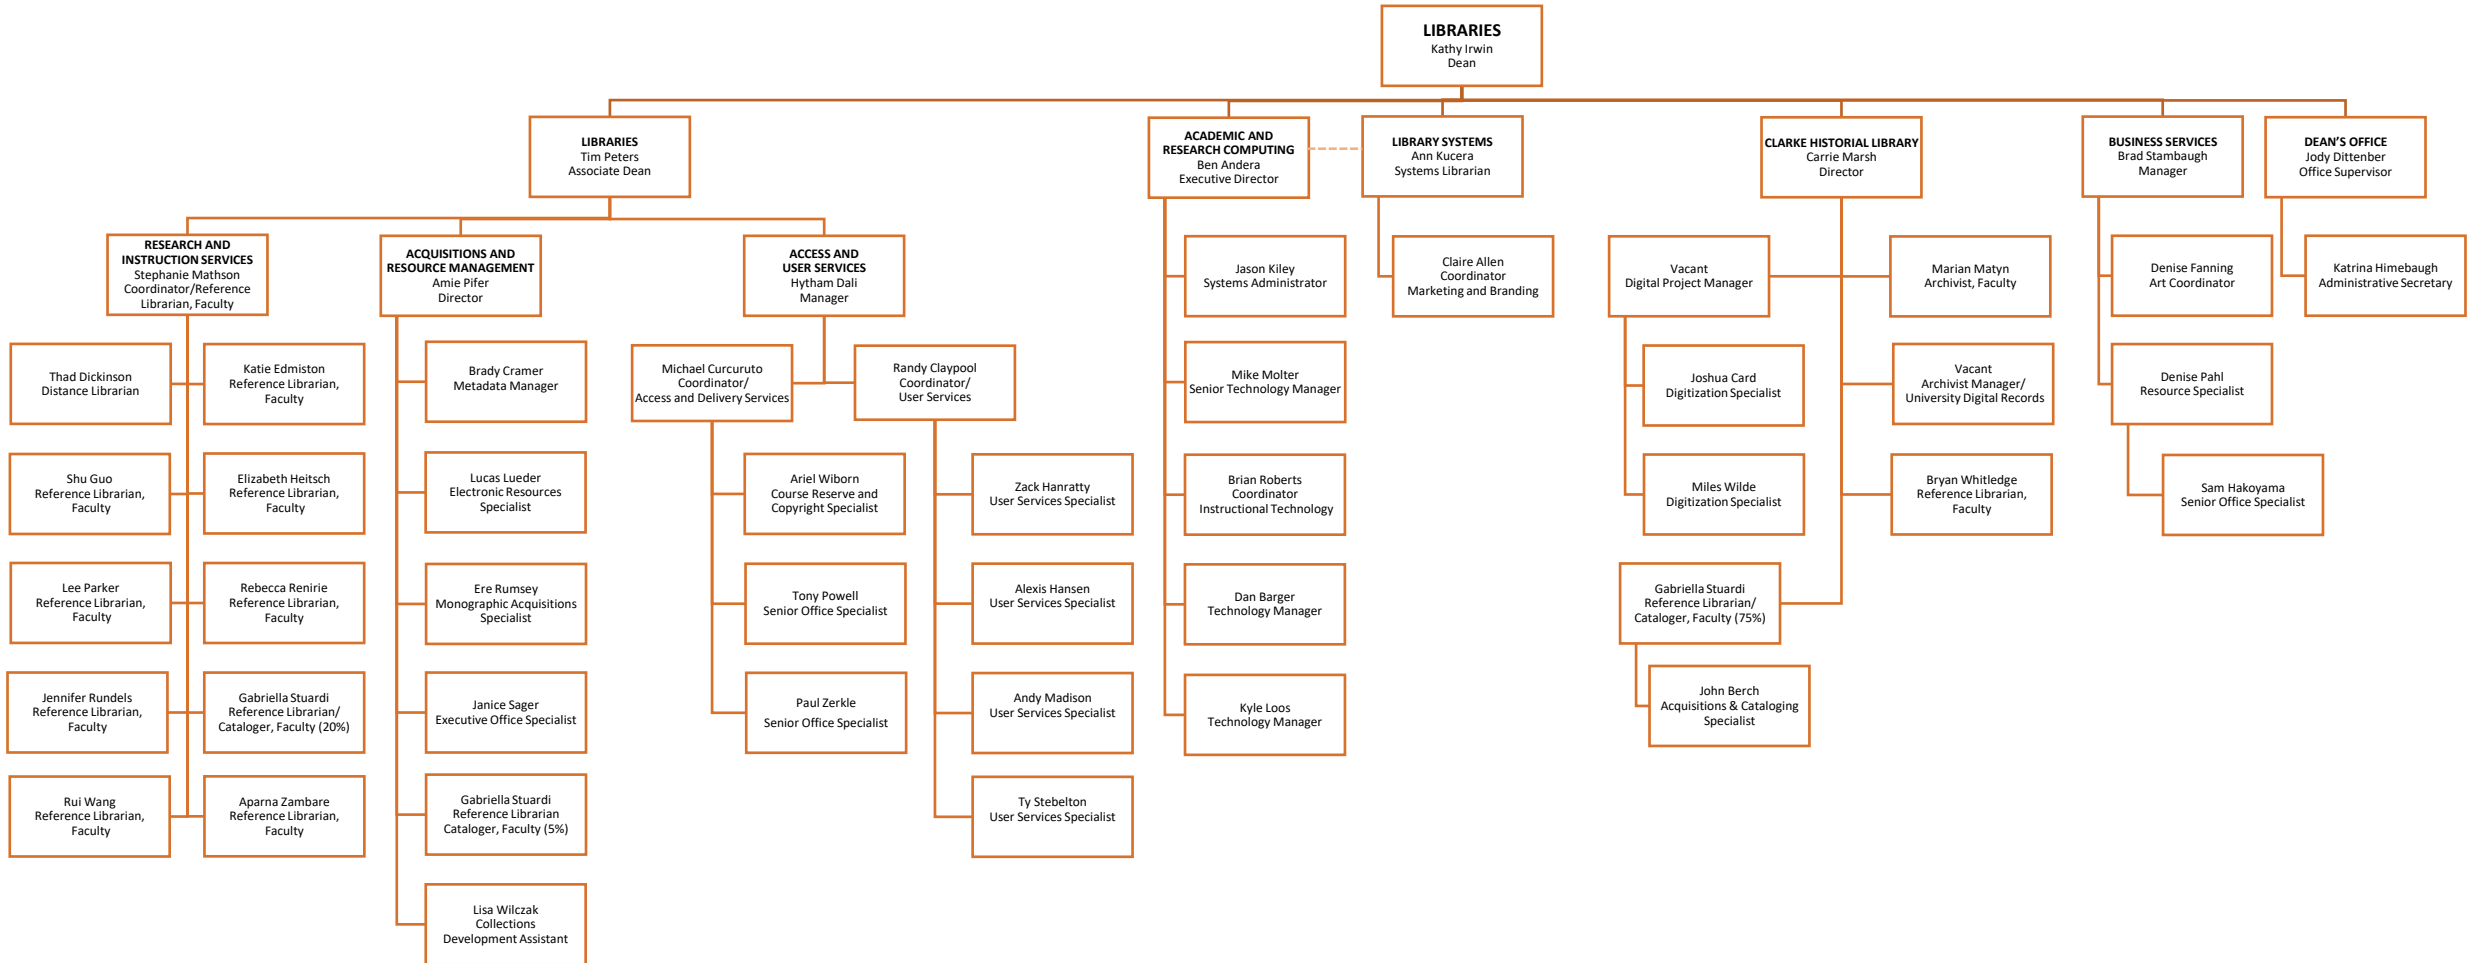 LIBRARIES
Kathy Irwin
Dean
LIBRARIES
Tim Peters
Associate Dean
ACADEMIC AND
RESEARCH COMPUTING
Ben Andera
Executive Director
LIBRARY SYSTEMS
Ann Kucera
Systems Librarian
CLARKE HISTORIAL LIBRARY
Carrie Marsh
Director
BUSINESS SERVICES
Brad Stambaugh
Manager
DEAN'S OFFICE
Jody Dittenber
Office Supervisor
RESEARCH AND
INSTRUCTION SERVICES
Stephanie Mathson
Coordinator/Reference
Librarian, Faculty
ACQUISITIONS AND
RESOURCE MANAGEMENT
Amie Pifer
Director
ACCESS AND
USER SERVICES
Hytham Dali
Manager
Jason Kiley
Systems Administrator
Claire Allen
Coordinator
Marketing and Branding
Vacant
Digital Project Manager
Marian Matyn
Archivist, Faculty
Denise Fanning
Art Coordinator
Katrina Himebaugh
Administrative Secretary
Thad Dickinson
Distance Librarian
Katie Edmiston
Reference Librarian,
Faculty
Brady Cramer
Metadata Manager
Michael Curcuruto
Coordinator/
Access and Delivery Services
Randy Claypool
Coordinator/
User Services
Mike Molter
Senior Technology Manager
Joshua Card
Digitization Specialist
Vacant
Archivist Manager/
University Digital Records
Denise Pahl
Resource Specialist
Shu Guo
Reference Librarian,
Faculty
Elizabeth Heitsch
Reference Librarian,
Faculty
Lucas Lueder
Electronic Resources
Specialist
Ariel Wiborn
Course Reserve and
Copyright Specialist
Zack Hanratty
User Services Specialist
Brian Roberts
Coordinator
Instructional Technology
Miles Wilde
Digitization Specialist
Bryan Whitledge
Reference Librarian,
Faculty
Sam Hakoyama
Senior Office Specialist
Lee Parker
Reference Librarian,
Faculty
Rebecca Renirie
Reference Librarian,
Faculty
Ere Rumsey
Monographic Acquisitions
Specialist
Tony Powell
Senior Office Specialist
Alexis Hansen
User Services Specialist
Dan Barger
Technology Manager
Gabriella Stuardi
Reference Librarian/
Cataloger, Faculty (75%)
Jennifer Rundels
Reference Librarian,
Faculty
Gabriella Stuardi
Reference Librarian/
Cataloger, Faculty (20%)
Janice Sager
Executive Office Specialist
Paul Zerkle
Senior Office Specialist
Andy Madison
User Services Specialist
Kyle Loos
Technology Manager
John Berch
Acquisitions & Cataloging
Specialist
Rui Wang
Reference Librarian,
Faculty
Aparna Zambare
Reference Librarian,
Faculty
Gabriella Stuardi
Reference Librarian
Cataloger, Faculty (5%)
Ty Stebelton
User Services Specialist
Lisa Wilczak
Collections
Development Assistant